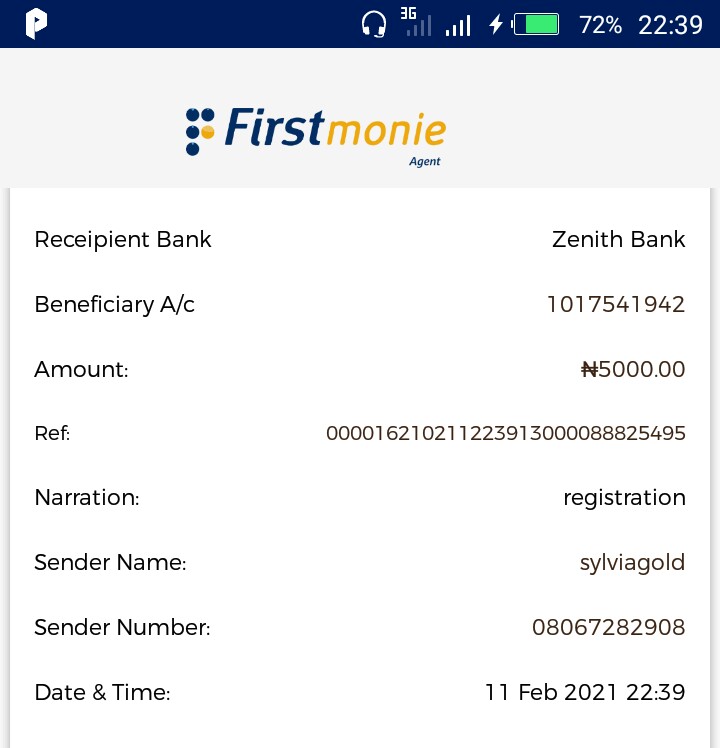 3G 72% 22:39
Firstmonie
Agent
Receipient Bank Zenith Bank
Beneficiary A/c 1017541942
Amount: ₦5000.00
Ref: 000016210211223913000088825495
Narration: registration
Sender Name: sylviagold
Sender Number: 08067282908
Date & Time: 11 Feb 2021 22:39